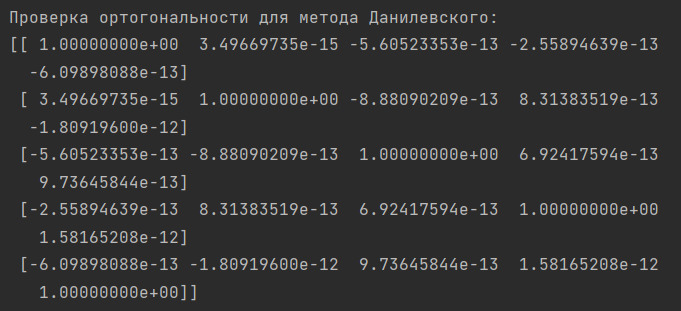 Проверка ортогональности для метода Данилевского:
[[ 1.00000000e+00  3.49669735e-15 -5.60523353e-13 -2.55894639e-13
  -6.09898088e-13]
 [ 3.49669735e-15  1.00000000e+00 -8.88090209e-13  8.31383519e-13
  -1.80919600e-12]
 [-5.60523353e-13 -8.88090209e-13  1.00000000e+00  6.92417594e-13
   9.73645844e-13]
 [-2.55894639e-13  8.31383519e-13  6.92417594e-13  1.00000000e+00
   1.58165208e-12]
 [-6.09898088e-13 -1.80919600e-12  9.73645844e-13  1.58165208e-12
   1.00000000e+00]]